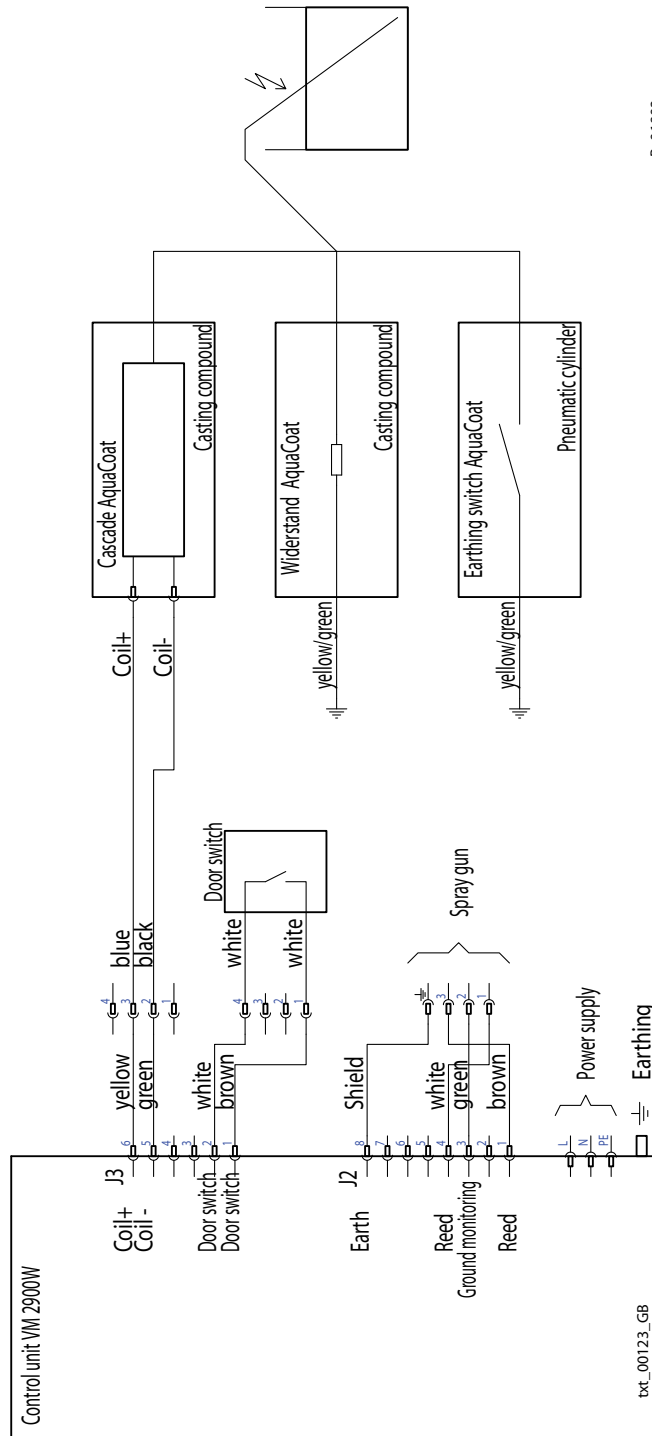 Control unit VM 2900W
Coil+
Coil -
Door switch
Door switch
J3
6
5
4
3
2
1
yellow
green
white
brown
4
3
2
1
blue
black
Coil+
Coil-
Cascade AquaCoat
Casting compound
4
3
2
1
white
white
Door switch
yellow/green
Widerstand AquaCoat
Casting compound
yellow/green
Earthing switch AquaCoat
Pneumatic cylinder
Earth
Reed
Ground monitoring
Reed
J2
8
7
6
5
4
3
2
1
Shield
white
green
brown
3
2
1
Spray gun
L
N
PE
Power supply
Earthing
txt_00123_GB